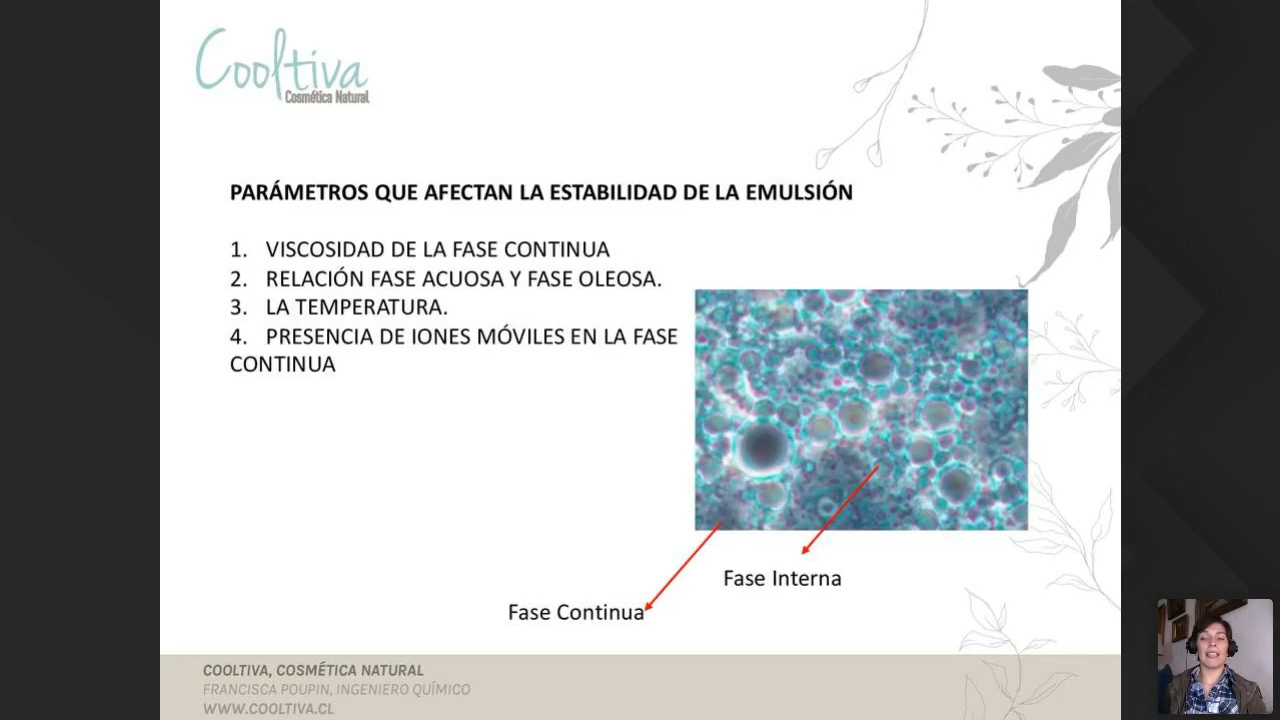 Cooltiva
Cosmética Natural
PARÁMETROS QUE AFECTAN LA ESTABILIDAD DE LA EMULSIÓN
1. VISCOSIDAD DE LA FASE CONTINUA
2. RELACIÓN FASE ACUOSA Y FASE OLEOSA.
3. LA TEMPERATURA.
4. PRESENCIA DE IONES MÓVILES EN LA FASE
CONTINUA
Fase Interna
Fase Continua
COOLTIVA, COSMÉTICA NATURAL
FRANCISCA POUPIN, INGENIERO QUÍMICO
WWW.COOLTIVA.CL